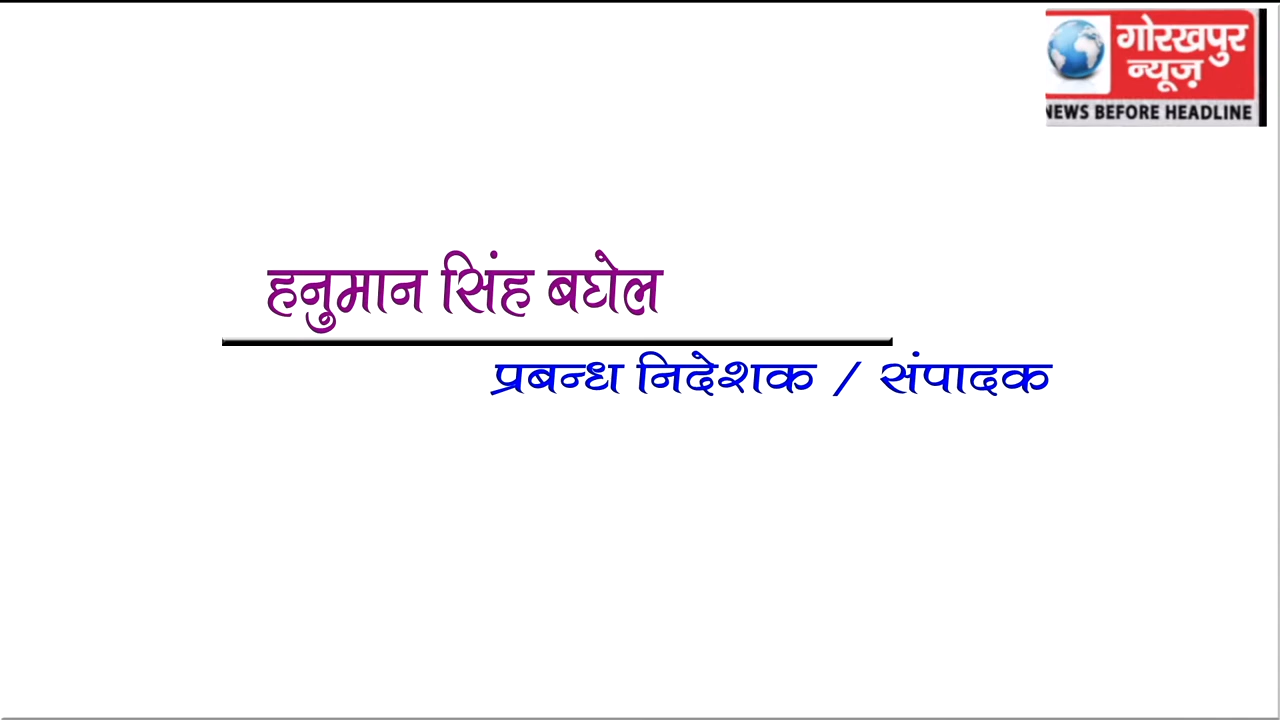 गोरखपुर
न्यूज़
NEWS BEFORE HEADLINE
हनुमान सिंह बघेल
प्रबन्ध निदेशक / संपादक